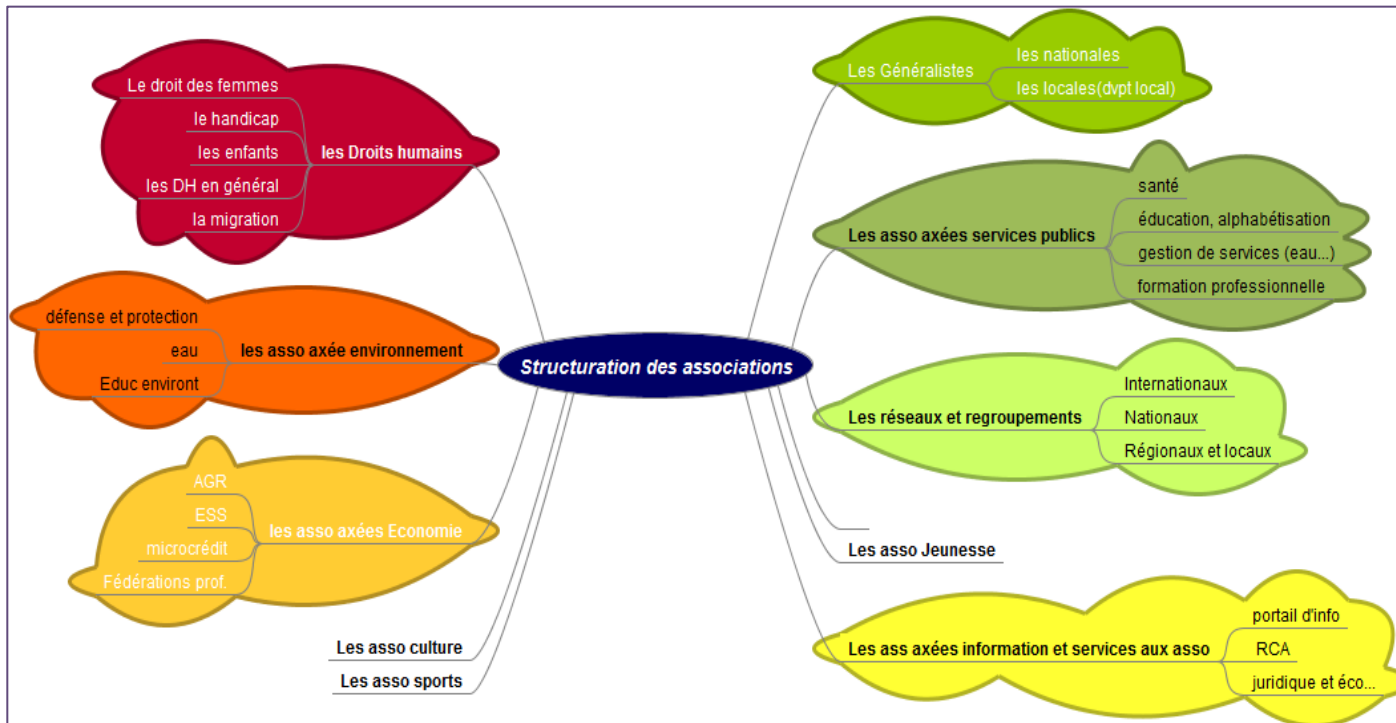 Structuration des associations
les Droits humains
Le droit des femmes
le handicap
les enfants
les DH en général
la migration
les asso axée environnement
défense et protection
eau
Educ environt
les asso axées Economie
AGR
ESS
microcrédit
Fédérations prof.
Les asso culture
Les asso sports
Les Généralistes
les nationales
les locales(dvpt local)
Les asso axées services publics
santé
éducation, alphabétisation
gestion de services (eau...)
formation professionnelle
Les réseaux et regroupements
Internationaux
Nationaux
Régionaux et locaux
Les asso Jeunesse
Les ass axées information et services aux asso
portail d'info
RCA
juridique et éco...